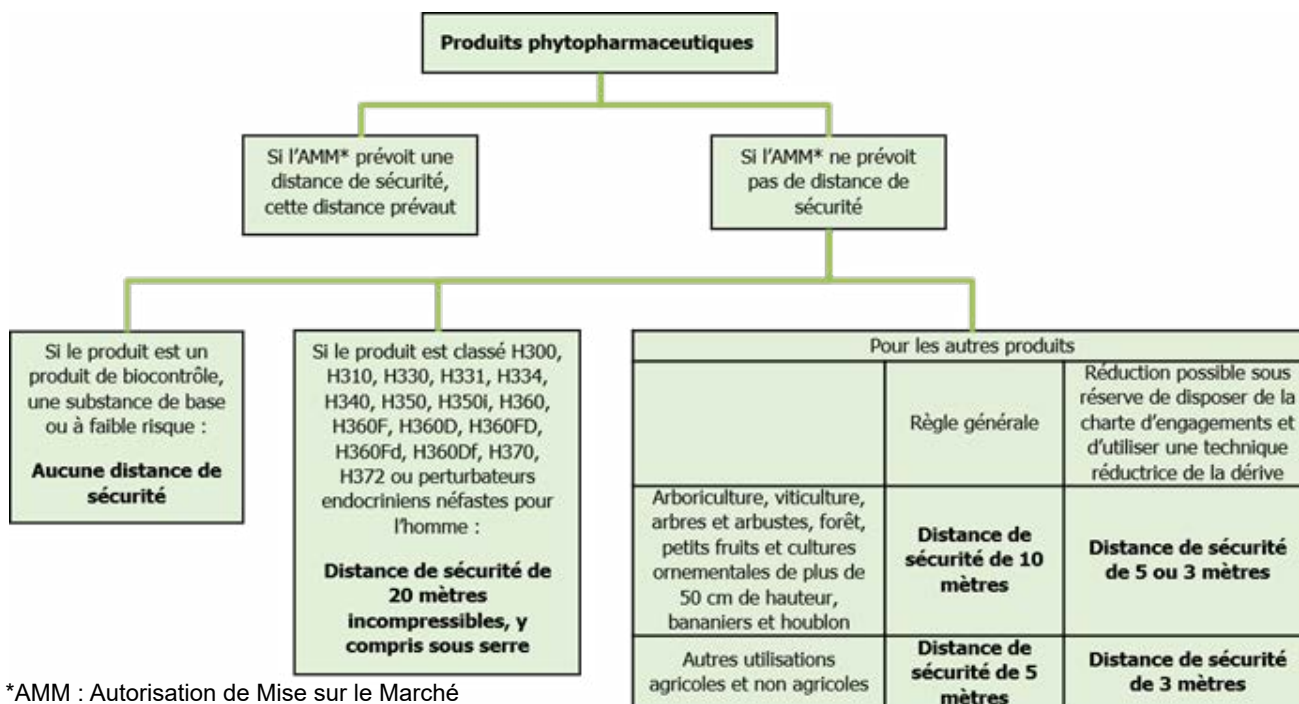 Produits phytopharmaceutiques
Si l'AMM* prévoit une
distance de sécurité,
cette distance prévaut
Si l'AMM* ne prévoit
pas de distance de
sécurité
Si le produit est un
produit de biocontrôle,
une substance de base
ou à faible risque :
Aucune distance de
sécurité
Si le produit est classé H300,
H310, H330, H331, H334,
H340, H350, H350i, H360,
H360F, H360D, H360FD,
H360Fd, H360Df, H370,
H372 ou perturbateurs
endocriniens néfastes pour
l'homme :
Distance de sécurité de
20 mètres
incompressibles, y
compris sous serre
Pour les autres produits
Règle générale
Réduction possible sous
réserve de disposer de la
charte d'engagements et
d'utiliser une technique
réductrice de la dérive
Arboriculture, viticulture,
arbres et arbustes, forêt,
petits fruits et cultures
ornementales de plus de
50 cm de hauteur,
bananiers et houblon
Distance de
sécurité de 10
mètres
Distance de sécurité
de 5 ou 3 mètres
Autres utilisations
agricoles et non agricoles
Distance de
sécurité de 5
mètres
Distance de sécurité
de 3 mètres
*AMM : Autorisation de Mise sur le Marché